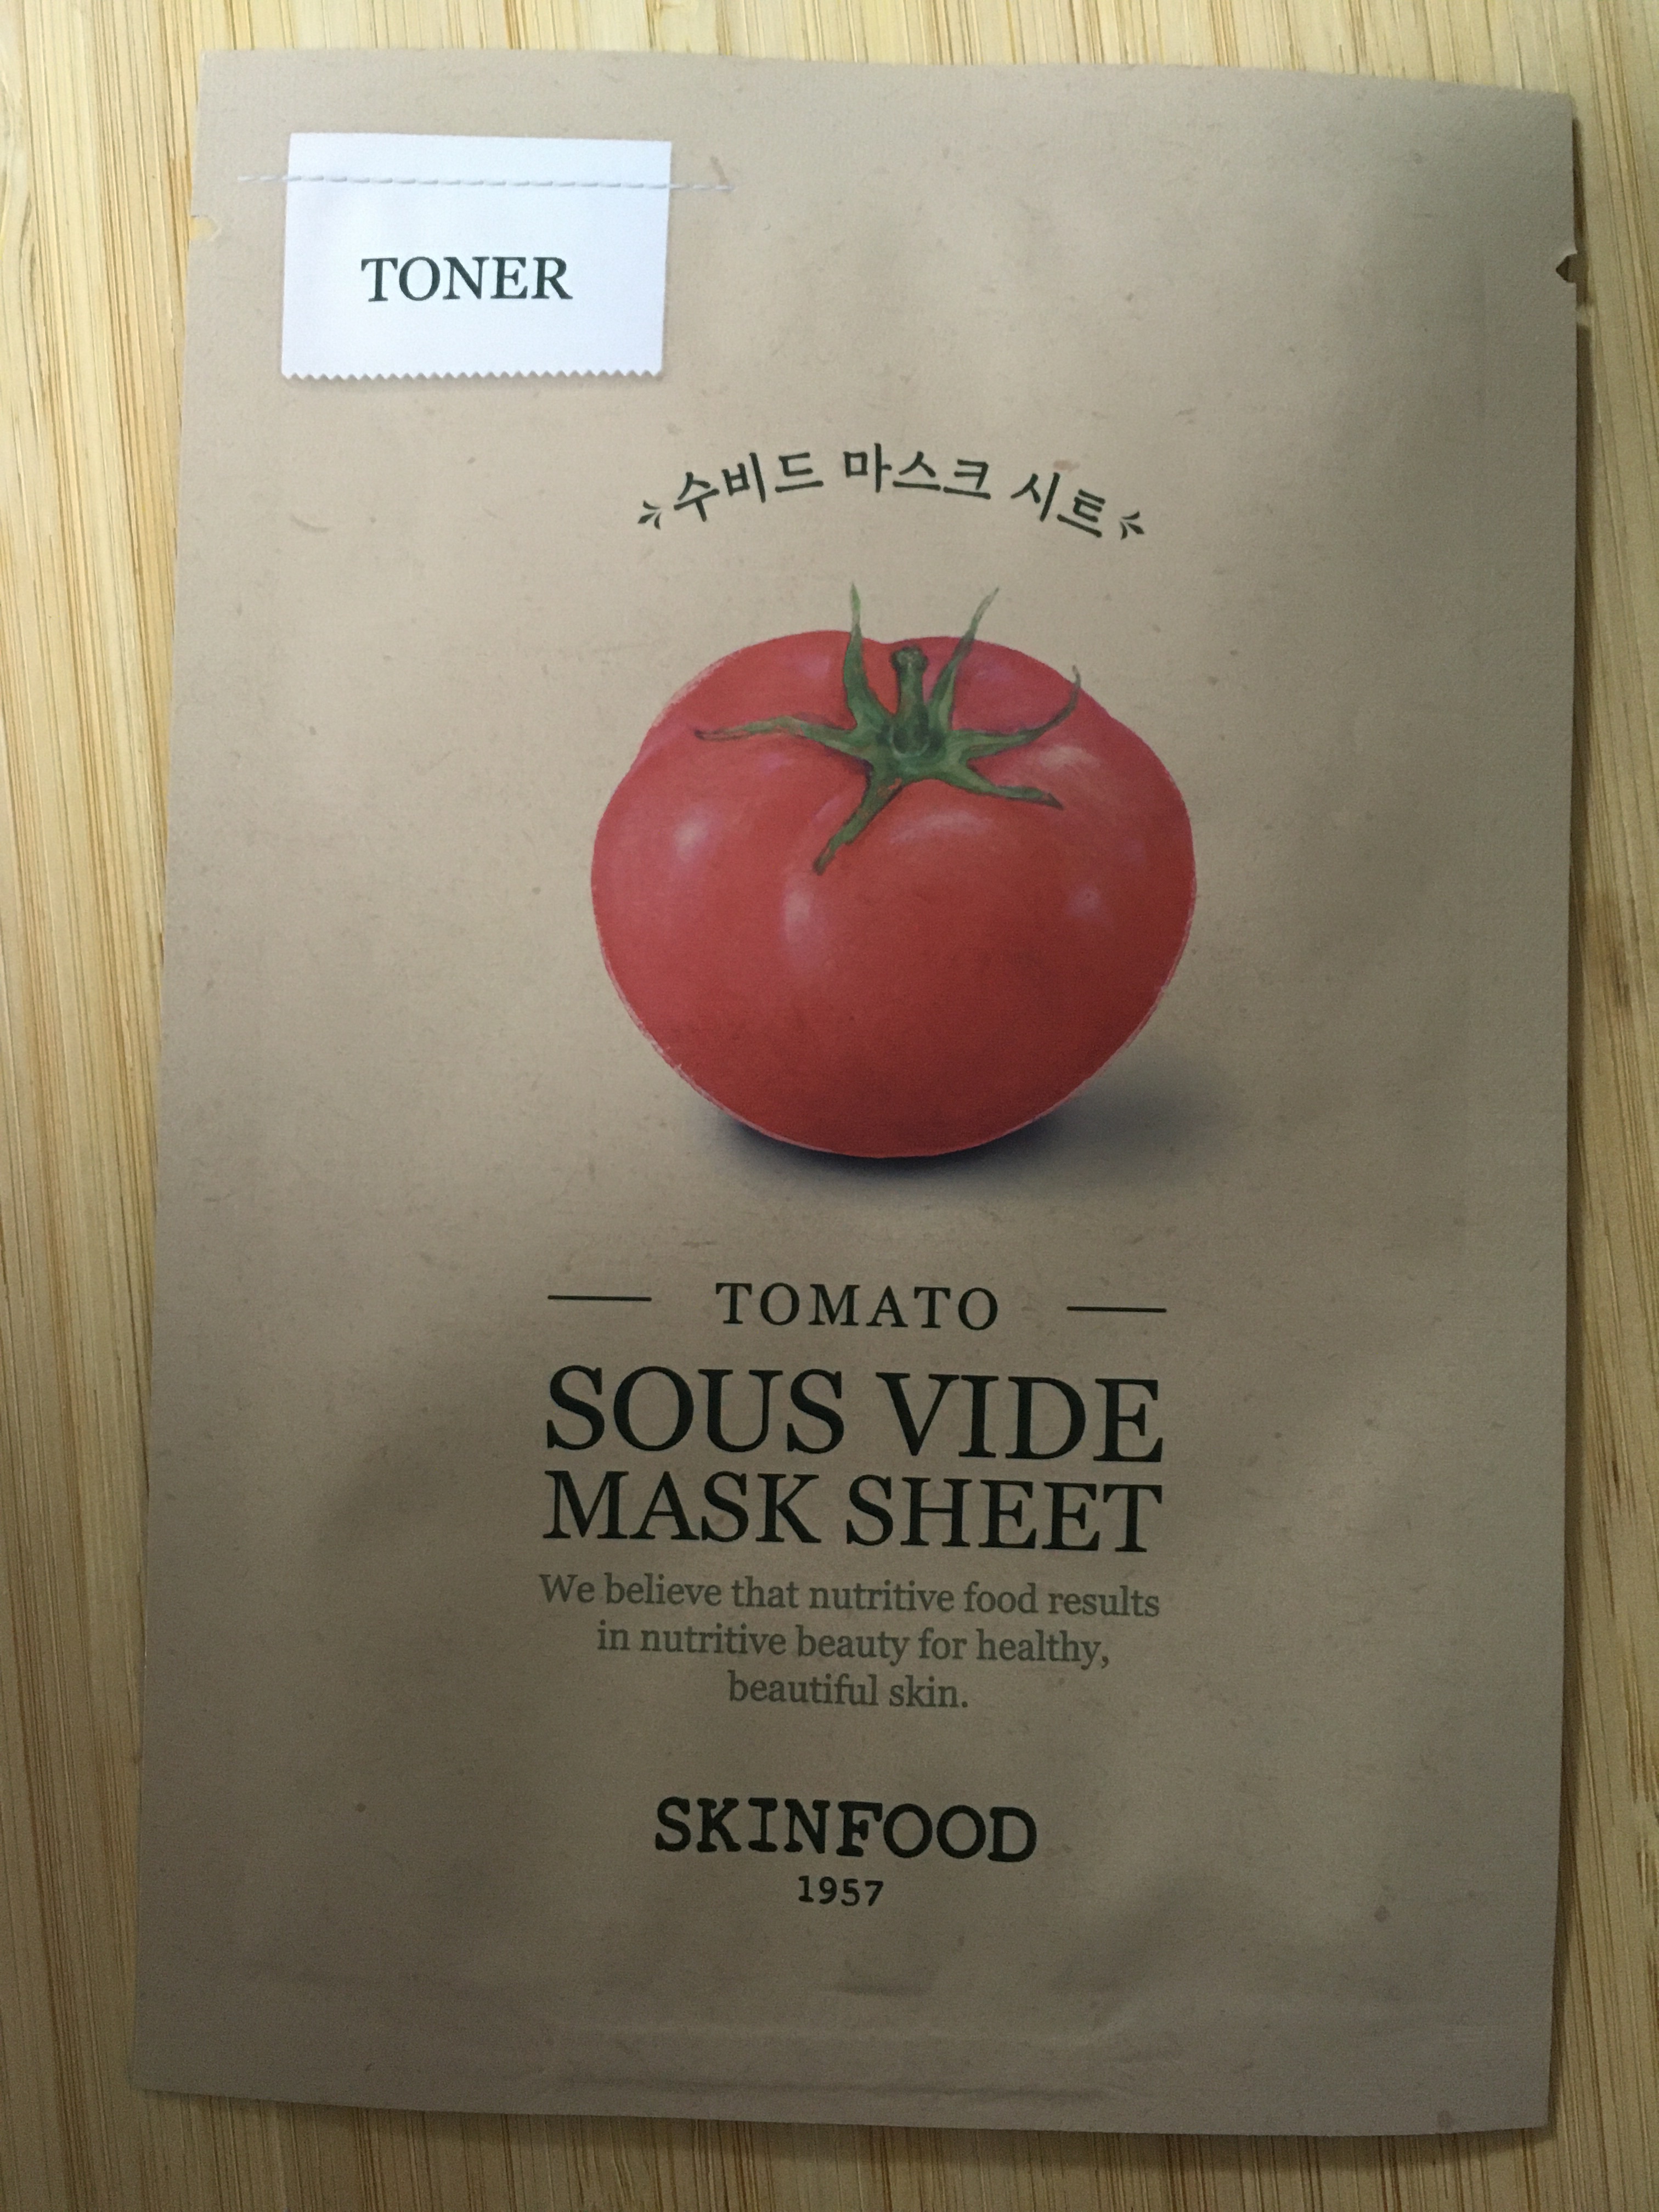 TONER
수비드 마스크 시트
TOMATO
SOUS VIDE
MASK SHEET
We believe that nutritive food results
in nutritive beauty for healthy,
beautiful skin.
SKINFOOD
1957